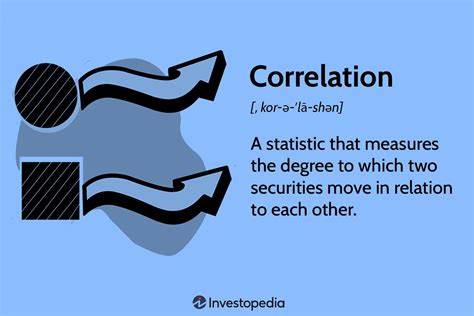 Correlation
[, kor-ə-ˈlā-shən]
A statistic that measures
the degree to which two
securities move in relation
to each other.
Investopedia